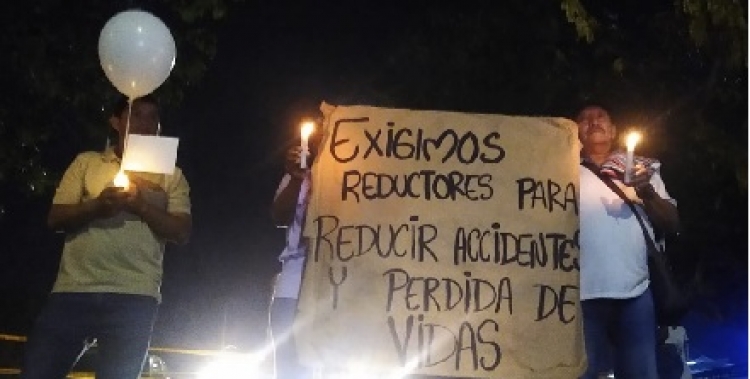 EXIGIMOS
REDUCTORES PARA
REDUCIR ACCIDENTES
Y PERDIDA DE
VIDAS